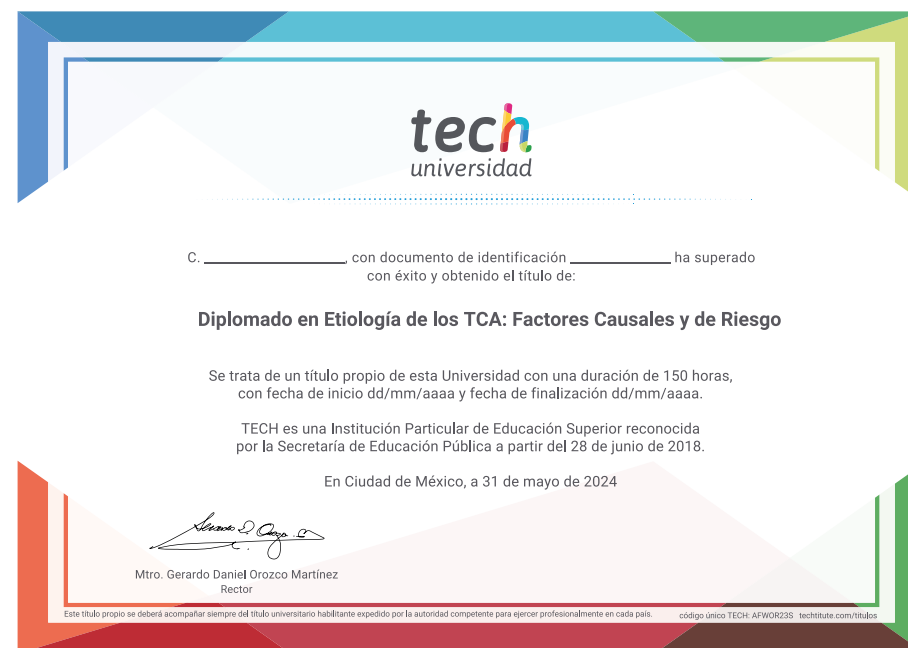 tech
universidad
C. ____________, con documento de identificación ____________ ha superado
con éxito y obtenido el título de:
Diplomado en Etiología de los TCA: Factores Causales y de Riesgo
Se trata de un título propio de esta Universidad con una duración de 150 horas,
con fecha de inicio dd/mm/aaaa y fecha de finalización dd/mm/aaaa.
TECH es una Institución Particular de Educación Superior reconocida
por la Secretaría de Educación Pública a partir del 28 de junio de 2018.
En Ciudad de México, a 31 de mayo de 2024
Mtro. Gerardo Daniel Orozco Martínez
Rector
Este título propio se deberá acompañar siempre del título universitario habilitante expedido por la autoridad competente para ejercer profesionalmente en cada país. código único TECH: AFWOR23S techtitute.com/titulos